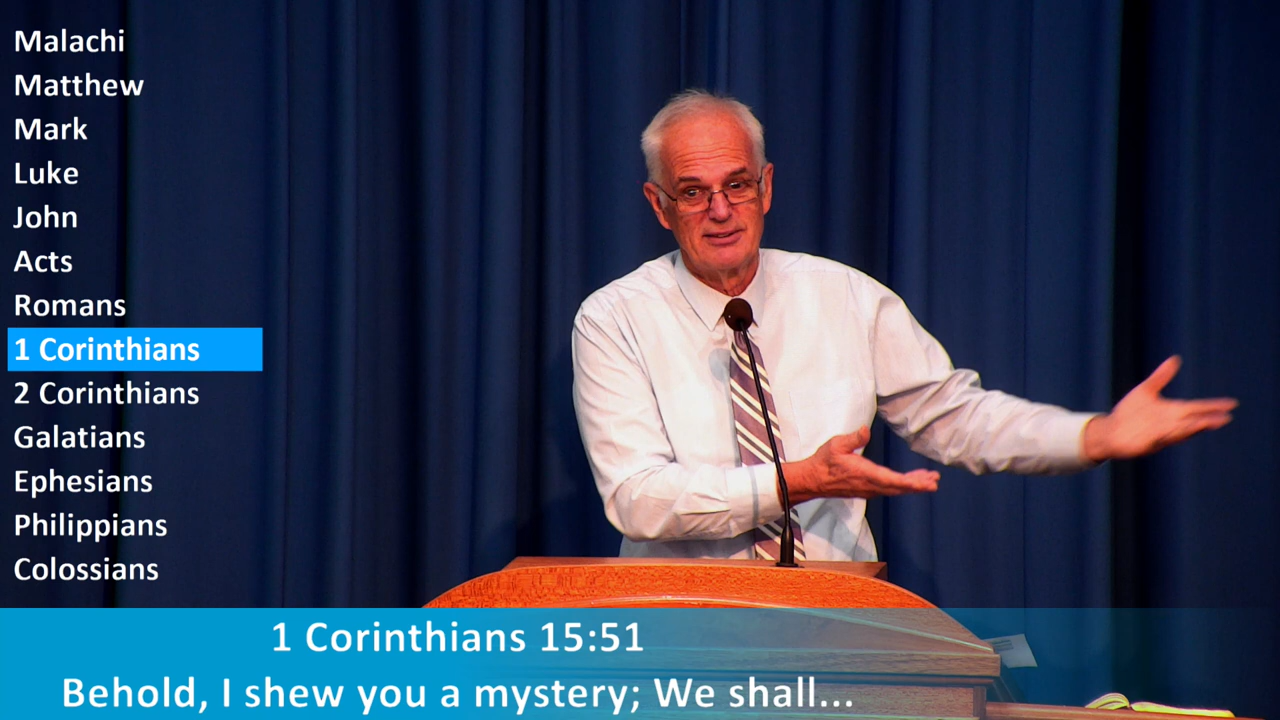 Malachi
Matthew
Mark
Luke
John
Acts
Romans
1 Corinthians
2 Corinthians
Galatians
Ephesians
Philippians
Colossians
1 Corinthians 15:51
Behold, I shew you a mystery; We shall...